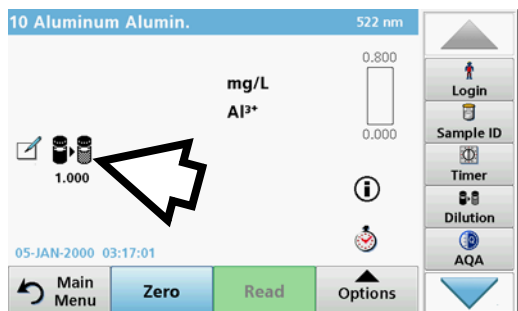 10 Aluminum Alumin.
522 nm
0.800
mg/L
Al³⁺
0.000
1.000
05-JAN-2000 03:17:01
Main
Menu
Zero
Read
Options
Login
Sample ID
Timer
Dilution
AQA